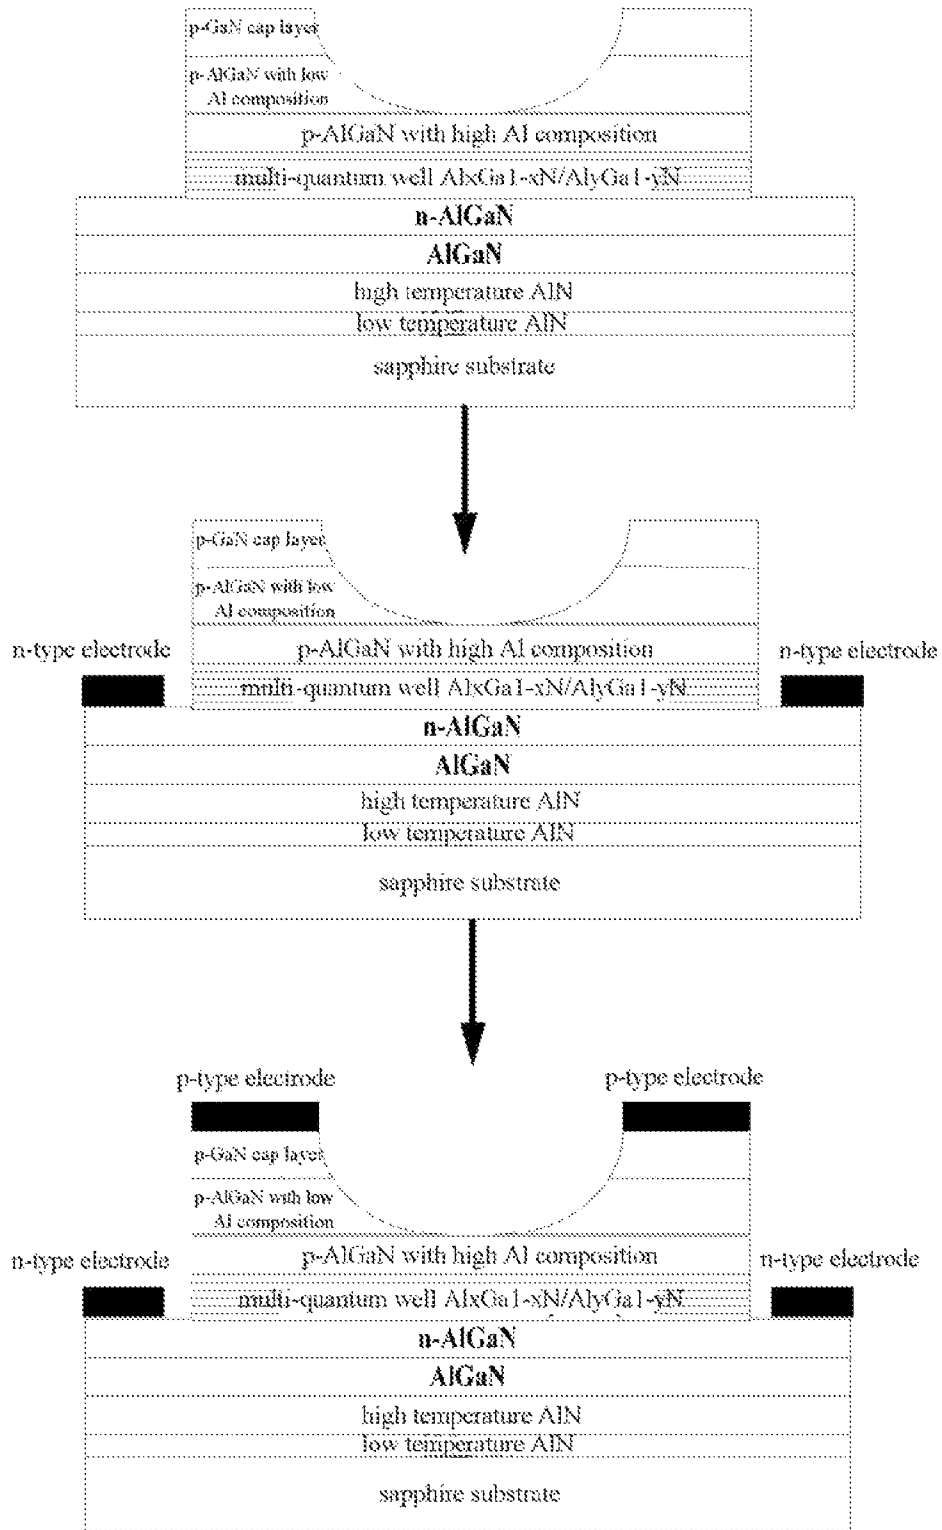 p-GaN cap layer
p-AlGaN with low
Al composition
p-AlGaN with high Al composition
multi-quantum well AlxGa1-xN/AlyGa1-yN
n-AlGaN
AlGaN
high temperature AlN
low temperature AlN
sapphire substrate
p-GaN cap layer
p-AlGaN with low
Al composition
n-type electrode
p-AlGaN with high Al composition
n-type electrode
multi-quantum well AlxGa1-xN/AlyGa1-yN
n-AlGaN
AlGaN
high temperature AlN
low temperature AlN
sapphire substrate
p-type electrode
p-type electrode
p-GaN cap layer
p-AlGaN with low
Al composition
n-type electrode
p-AlGaN with high Al composition
n-type electrode
multi-quantum well AlxGa1-xN/AlyGa1-yN
n-AlGaN
AlGaN
high temperature AlN
low temperature AlN
sapphire substrate